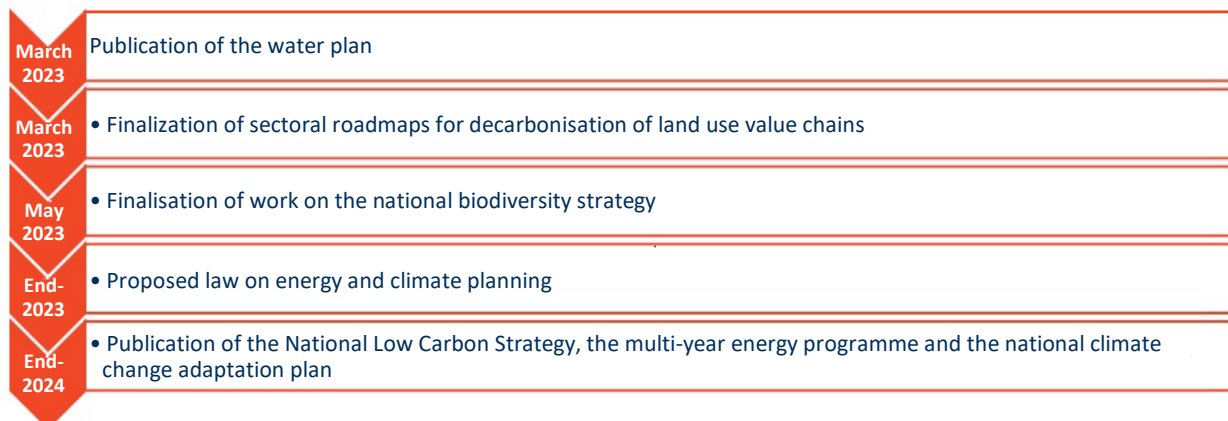 March
2023
Publication of the water plan
March
2023
• Finalization of sectoral roadmaps for decarbonisation of land use value chains
May
2023
• Finalisation of work on the national biodiversity strategy
End-
2023
• Proposed law on energy and climate planning
End-
2024
• Publication of the National Low Carbon Strategy, the multi-year energy programme and the national climate
change adaptation plan